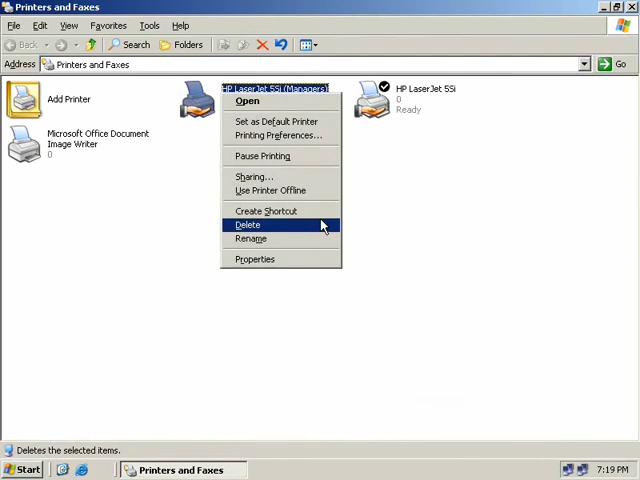 Printers and Faxes
File Edit View Favorites Tools Help
Back Search Folders
Address Printers and Faxes Go
Add Printer
HP LaserJet 5Si (Managers)
HP LaserJet 5Si
0
Ready
Microsoft Office Document
Image Writer
0
Open
Set as Default Printer
Printing Preferences...
Pause Printing
Sharing...
Use Printer Offline
Create Shortcut
Delete
Rename
Properties
Deletes the selected items.
Start Printers and Faxes 7:19 PM